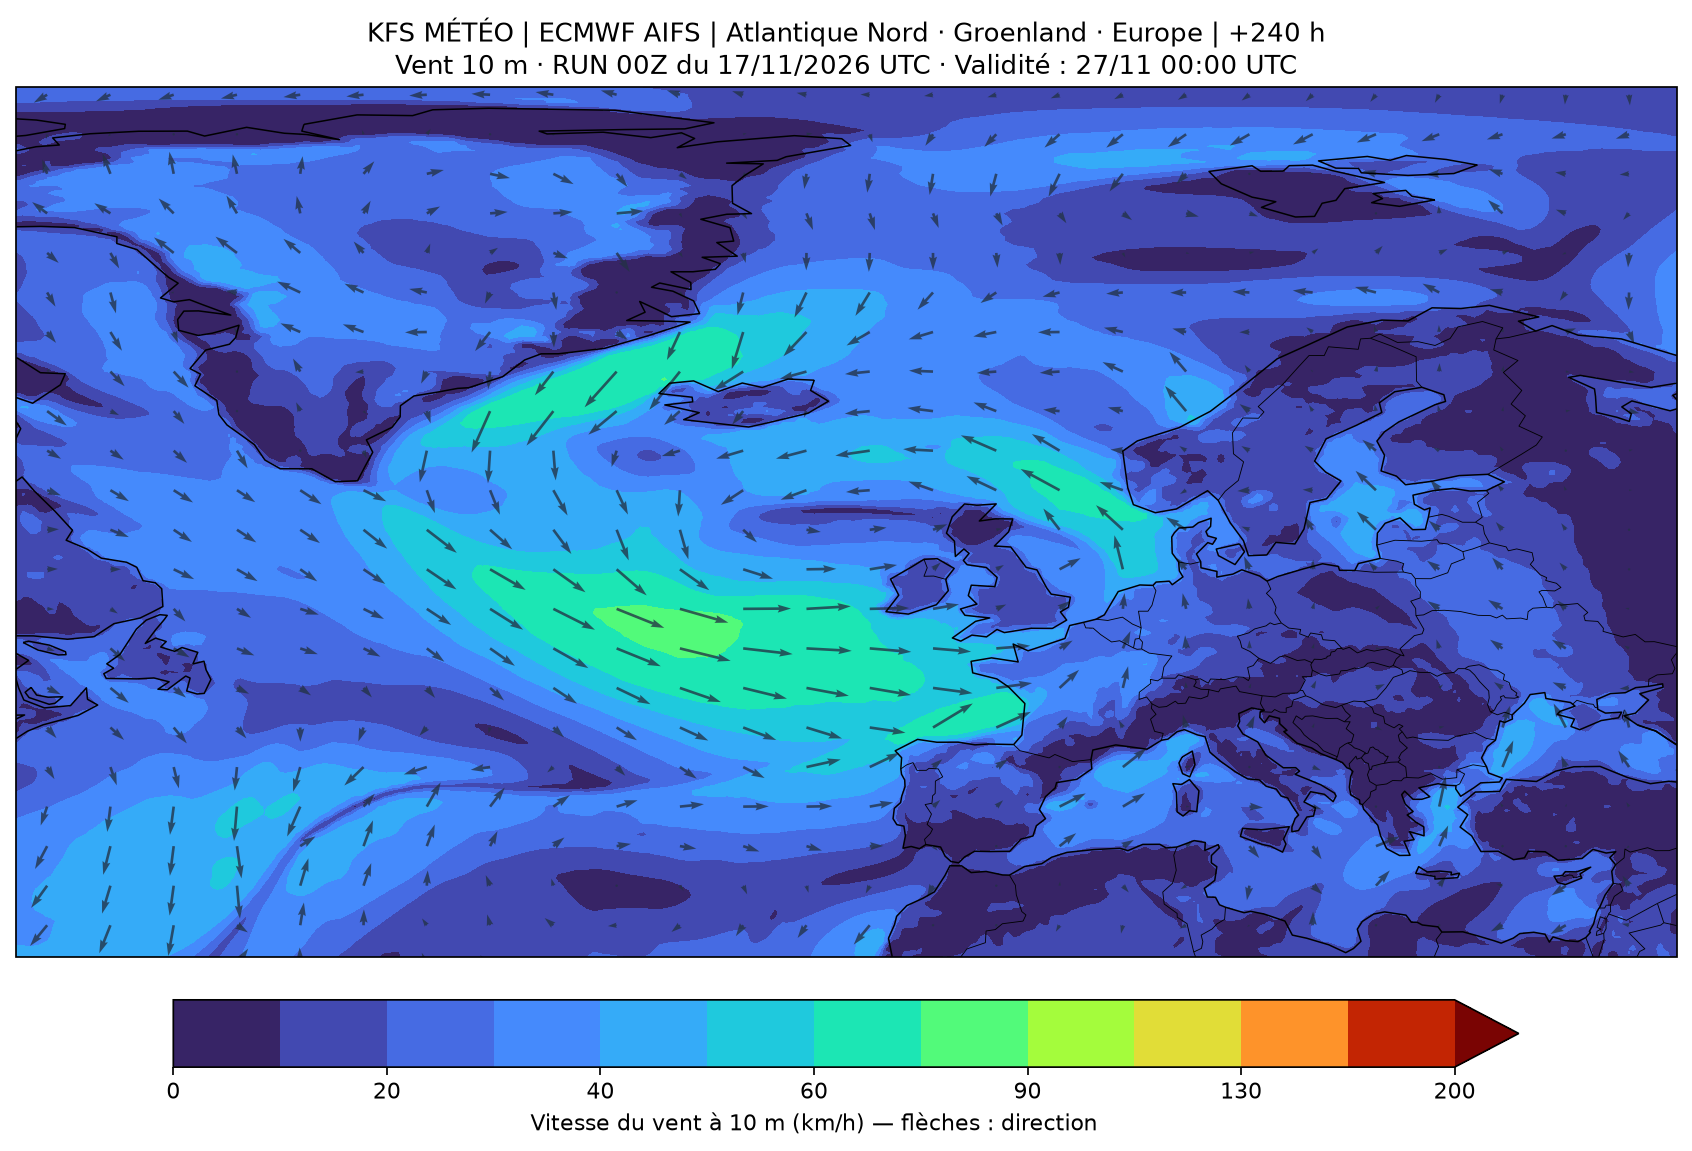 KFS MÉTÉO | ECMWF AIFS | Atlantique Nord · Groenland · Europe | +240 h
Vent 10 m · RUN 00Z du 17/11/2026 UTC · Validité : 27/11 00:00 UTC
0 20 40 60 90 130 200
Vitesse du vent à 10 m (km/h) — flèches : direction